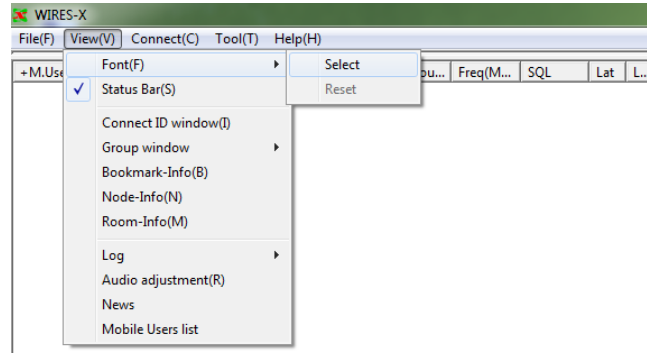 WIRES-X
File(F) View(V) Connect(C) Tool(T) Help(H)
+M.Use ou... Freq(M... SQL Lat L...
Font(F) Select
Status Bar(S) Reset
Connect ID window(I)
Group window
Bookmark-Info(B)
Node-Info(N)
Room-Info(M)
Log
Audio adjustment(R)
News
Mobile Users list